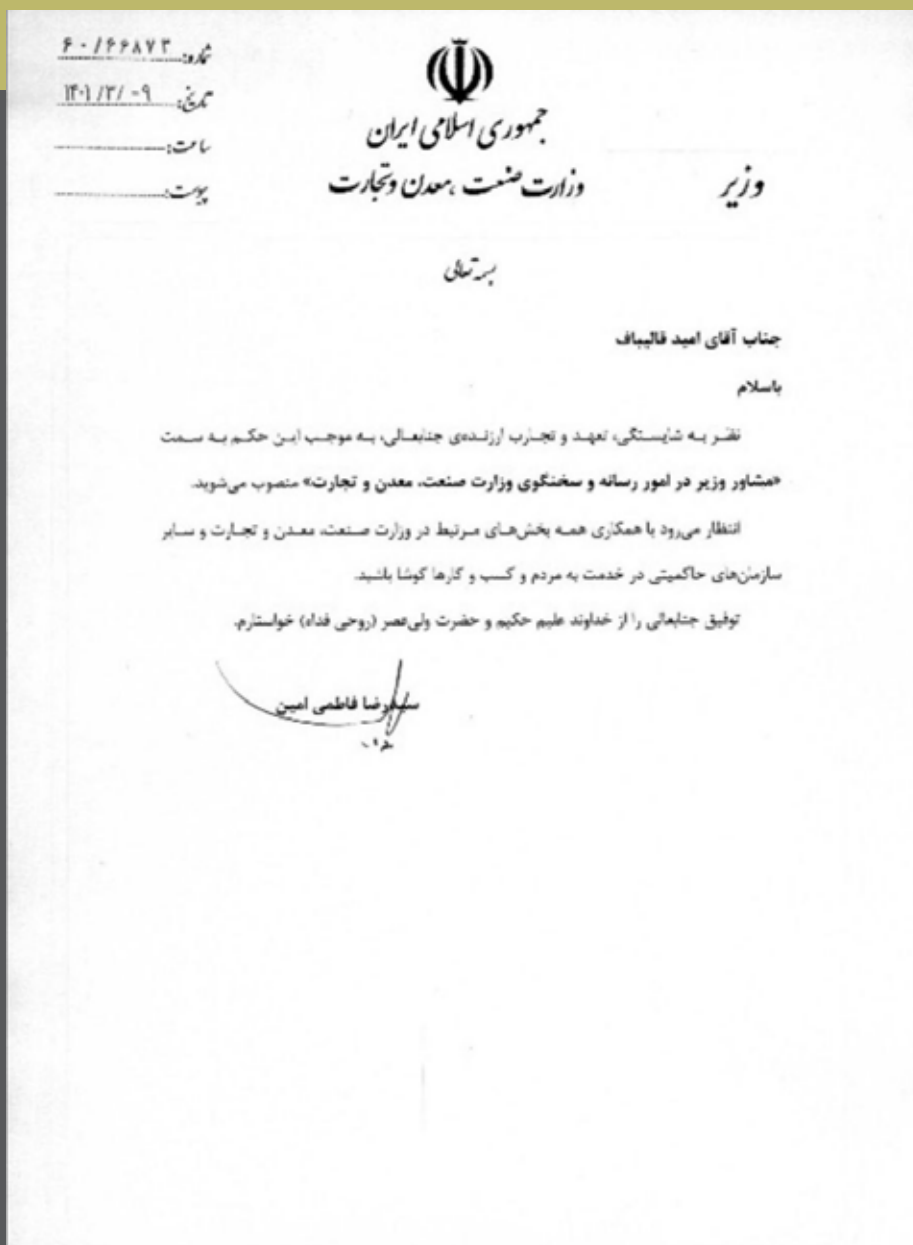 شماره: ۶۰/۶۶۸۷۳
تاریخ: ۱۴۰۱/۳/۰۹
ساعت:
پیوست:
جمهوری اسلامی ایران
وزارت صنعت، معدن و تجارت
وزیر
بسمه تعالی
جناب آقای امید قالیباف
باسلام
نظر به شایستگی، تعهد و تجارب ارزنده‌ی جنابعالی، به موجب این حکم به سمت
«مشاور وزیر در امور رسانه و سخنگوی وزارت صنعت، معدن و تجارت» منصوب می‌شوید.
انتظار می‌رود با همکاری همه بخش‌های مرتبط در وزارت صنعت، معدن و تجارت و سایر
سازمان‌های حاکمیتی در خدمت به مردم و کسب و کارها کوشا باشید.
توفیق جنابعالی را از خداوند علیم حکیم و حضرت ولی‌عصر (روحی فداه) خواستارم.
سیدرضا فاطمی امین